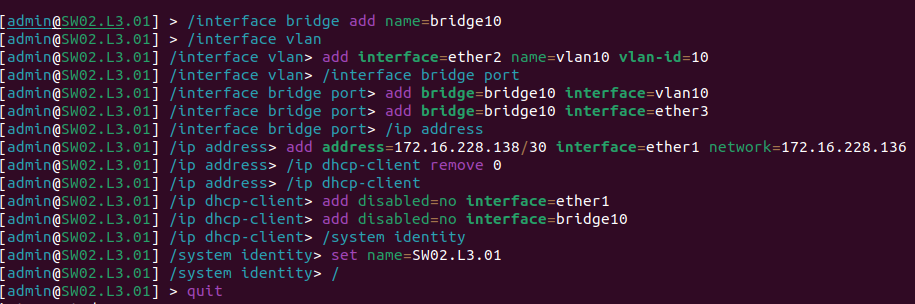 [admin@SW02.L3.01] > /interface bridge add name=bridge10
[admin@SW02.L3.01] > /interface vlan
[admin@SW02.L3.01] /interface vlan> add interface=ether2 name=vlan10 vlan-id=10
[admin@SW02.L3.01] /interface vlan> /interface bridge port
[admin@SW02.L3.01] /interface bridge port> add bridge=bridge10 interface=vlan10
[admin@SW02.L3.01] /interface bridge port> add bridge=bridge10 interface=ether3
[admin@SW02.L3.01] /interface bridge port> /ip address
[admin@SW02.L3.01] /ip address> add address=172.16.228.138/30 interface=ether1 network=172.16.228.136
[admin@SW02.L3.01] /ip address> /ip dhcp-client remove 0
[admin@SW02.L3.01] /ip address> /ip dhcp-client
[admin@SW02.L3.01] /ip dhcp-client> add disabled=no interface=ether1
[admin@SW02.L3.01] /ip dhcp-client> add disabled=no interface=bridge10
[admin@SW02.L3.01] /ip dhcp-client> /system identity
[admin@SW02.L3.01] /system identity> set name=SW02.L3.01
[admin@SW02.L3.01] /system identity> /
[admin@SW02.L3.01] > quit